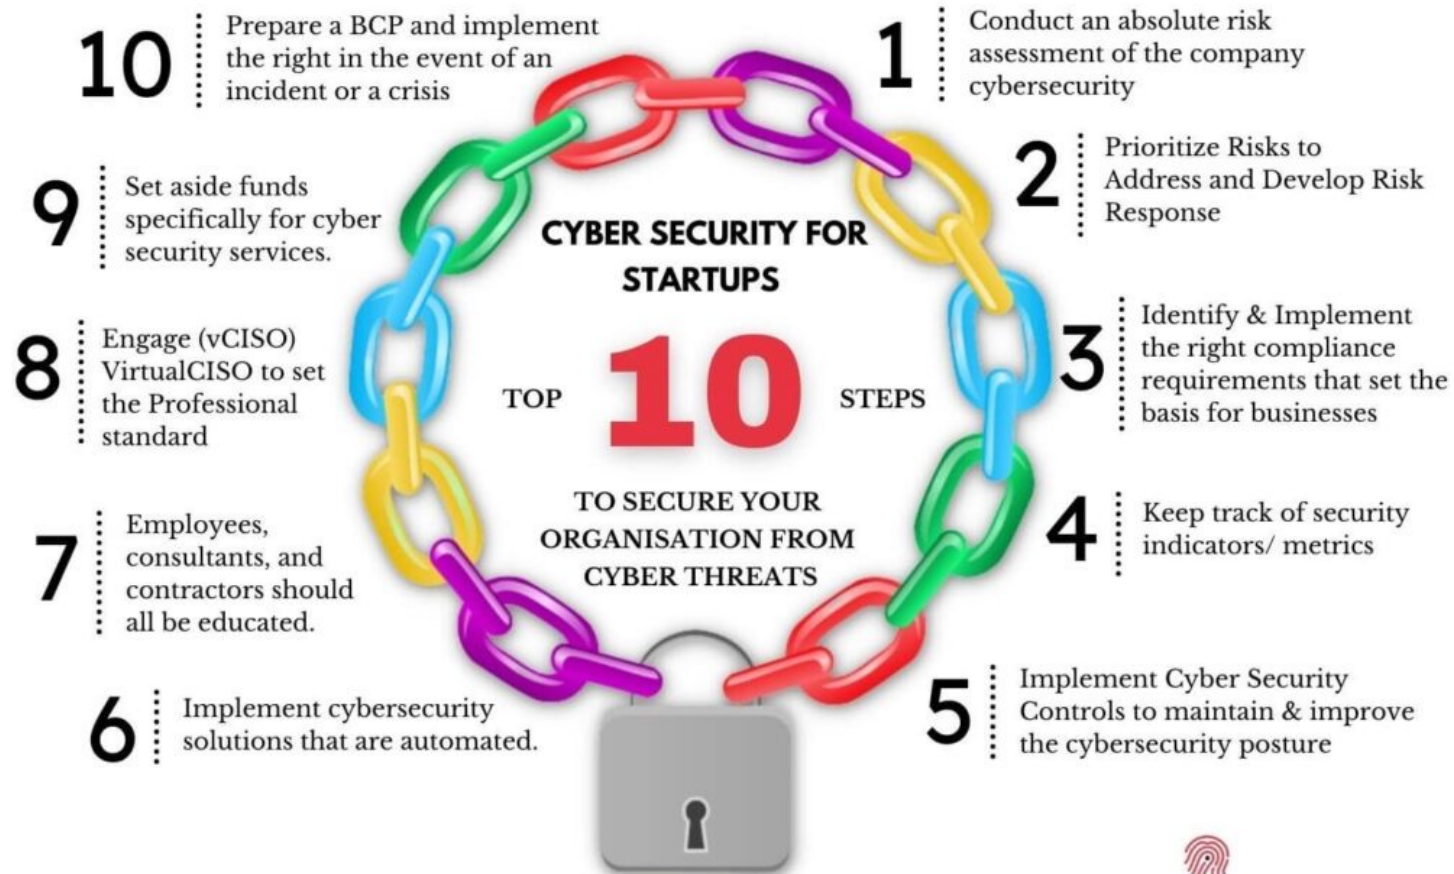 CYBER SECURITY FOR
STARTUPS
TOP 10 STEPS
TO SECURE YOUR
ORGANISATION FROM
CYBER THREATS
1
Conduct an absolute risk
assessment of the company
cybersecurity
2
Prioritize Risks to
Address and Develop Risk
Response
3
Identify & Implement
the right compliance
requirements that set the
basis for businesses
4
Keep track of security
indicators/ metrics
5
Implement Cyber Security
Controls to maintain & improve
the cybersecurity posture
6
Implement cybersecurity
solutions that are automated.
7
Employees,
consultants, and
contractors should
all be educated.
8
Engage (vCISO)
VirtualCISO to set
the Professional
standard
9
Set aside funds
specifically for cyber
security services.
10
Prepare a BCP and implement
the right in the event of an
incident or a crisis